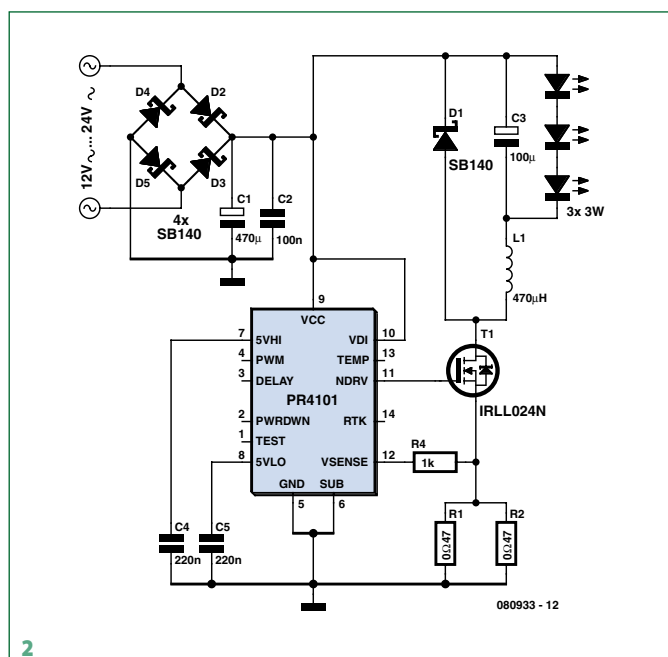 D4
D2
12V~... 24V ~
D5
D3
4x
SB140
C1
470µ
C2
100n
D1
SB140
C3
100µ
3x 3W
L1
470µH
T1
IRLL024N
9
VCC
7
5VHI
VDI
10
4
PWM
TEMP
13
3
DELAY
NDRV
11
PR4101
2
PWRDWN
RTK
14
1
TEST
8
5VLO
VSENSE
12
GND
SUB
5
6
R4
1k
R1
0Ω47
R2
0Ω47
C4
220n
C5
220n
080933 - 12
2